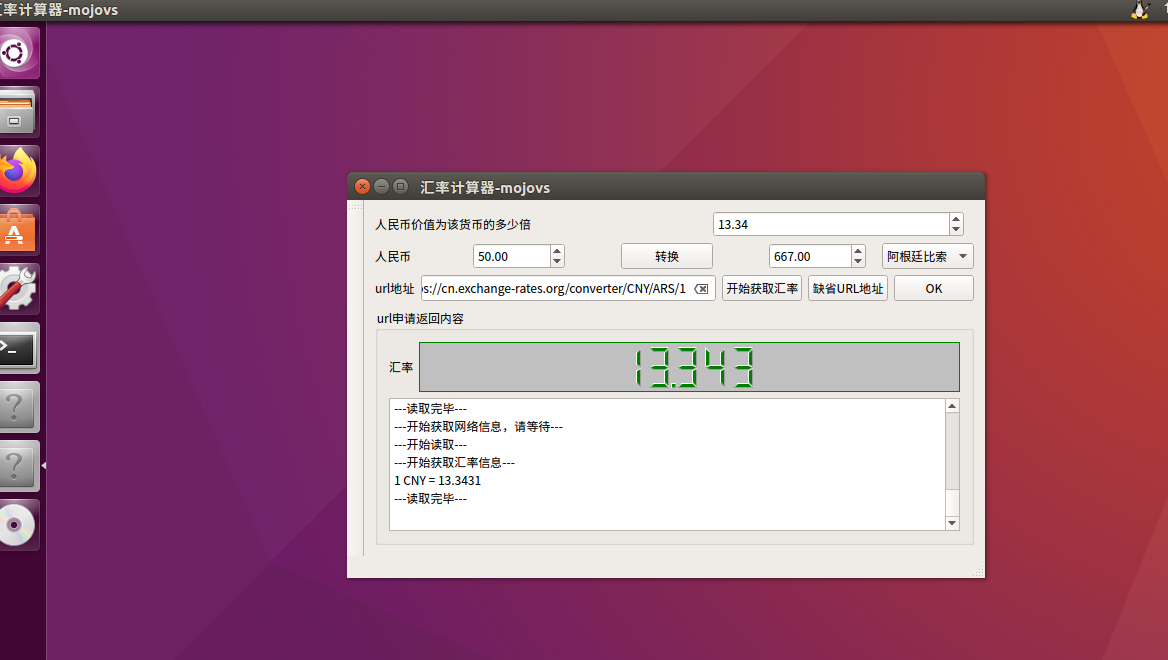 汇率计算器-mojovs
汇率计算器-mojovs
人民币价值为该货币的多少倍 13.34
人民币 50.00 转换 667.00 阿根廷比索
url地址 ps://cn.exchange-rates.org/converter/CNY/ARS/1 开始获取汇率 缺省URL地址 OK
url申请返回内容
汇率 13.343
---读取完毕---
---开始获取网络信息，请等待---
---开始读取---
---开始获取汇率信息---
1 CNY = 13.3431
---读取完毕---